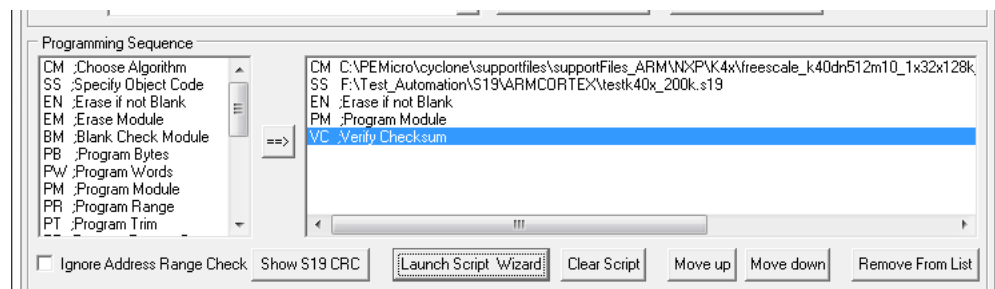 Programming Sequence
CM ;Choose Algorithm
SS ;Specify Object Code
EN ;Erase if not Blank
EM ;Erase Module
BM ;Blank Check Module
PB ;Program Bytes
PW ;Program Words
PM ;Program Module
PR ;Program Range
PT ;Program Trim
==>
CM C:\PEMicro\cyclone\supportfiles\supportFiles_ARM\NXP\K4x\freescale_k40dn512m10_1x32x128k_
SS F:\Test_Automation\S19\ARMCORTEX\testk40x_200k.s19
EN ;Erase if not Blank
PM ;Program Module
VC ;Verify Checksum
Ignore Address Range Check
Show S19 CRC
Launch Script Wizard
Clear Script
Move up
Move down
Remove From List